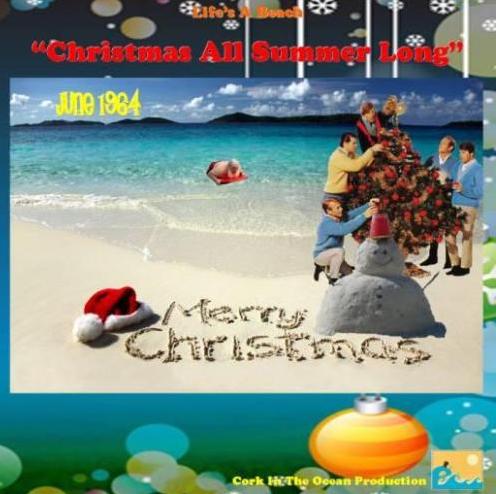 Life's A Beach
“Christmas All Summer Long”
June 1964
Merry
Christmas
Cork In The Ocean Production